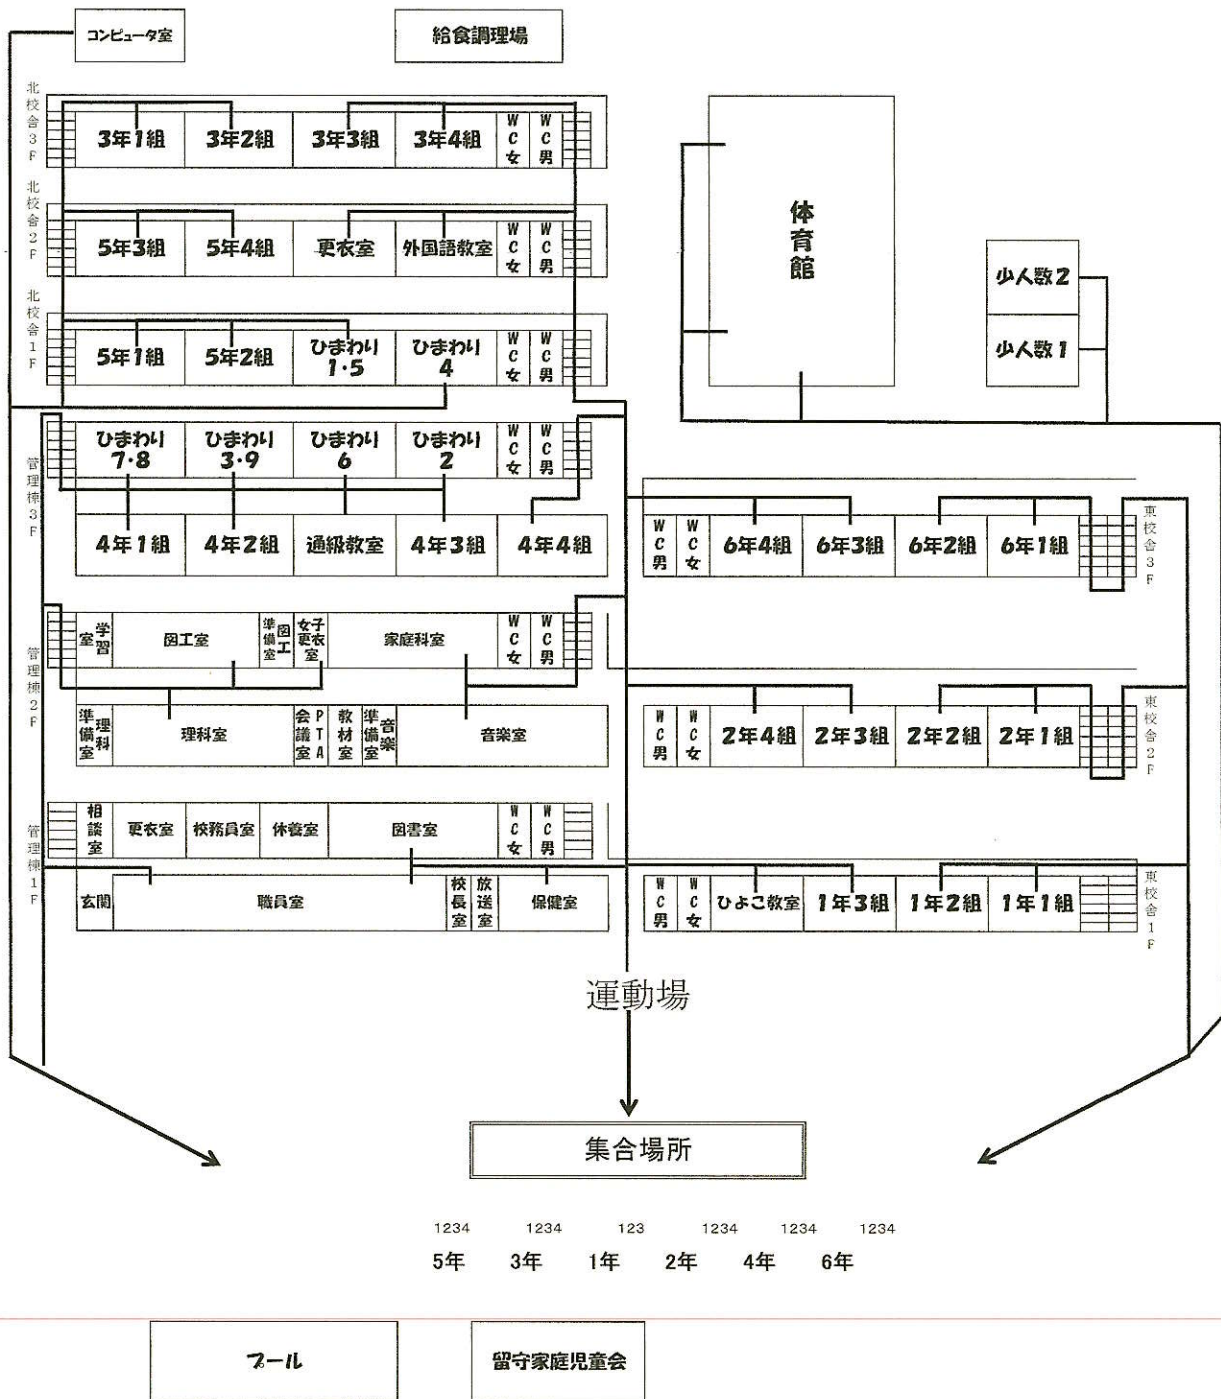 コンピュータ室
給食調理場
北校舎3F
3年1組 3年2組 3年3組 3年4組 WC女 WC男
北校舎2F
5年3組 5年4組 更衣室 外国語教室 WC女 WC男
北校舎1F
5年1組 5年2組 ひまわり1・5 ひまわり4 WC女 WC男
体育館
少人数2
少人数1
管理棟3F
ひまわり7・8 ひまわり3・9 ひまわり6 ひまわり2 WC女 WC男
4年1組 4年2組 通級教室 4年3組 4年4組
WC男 WC女 6年4組 6年3組 6年2組 6年1組
東校舎3F
管理棟2F
学習室 図工室 図工準備室 女子更衣室 家庭科室 WC女 WC男
理科準備室 理科室 PTA会議室 教材室 音楽準備室 音楽室
WC男 WC女 2年4組 2年3組 2年2組 2年1組
東校舎2F
管理棟1F
相談室 更衣室 校務員室 休養室 図書室 WC女 WC男
玄関 職員室 校長室 放送室 保健室
WC男 WC女 ひよこ教室 1年3組 1年2組 1年1組
東校舎1F
運動場
集合場所
1234 1234 123 1234 1234 1234
5年 3年 1年 2年 4年 6年
プール
留守家庭児童会